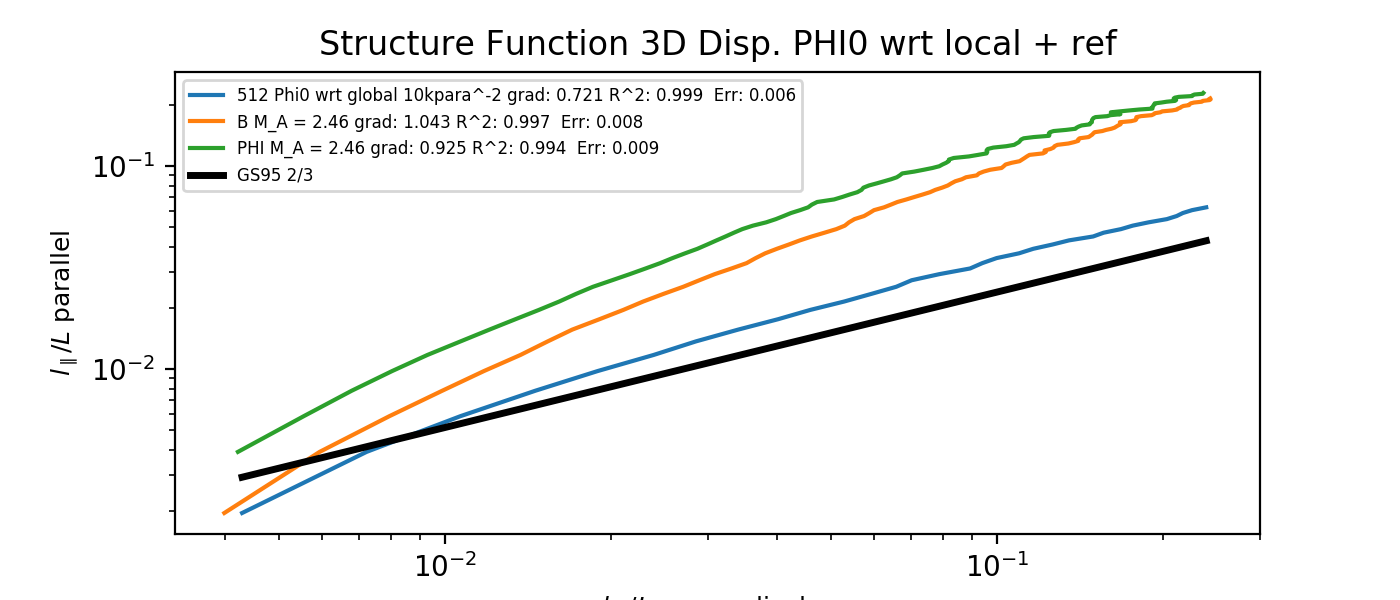 Structure Function 3D Disp. PHI0 wrt local + ref
512 Phi0 wrt global 10kpara^-2 grad: 0.721 R^2: 0.999  Err: 0.006
B M_A = 2.46 grad: 1.043 R^2: 0.997  Err: 0.008
PHI M_A = 2.46 grad: 0.925 R^2: 0.994  Err: 0.009
GS95 2/3
l∥/L parallel
10⁻¹
10⁻²
10⁻²
10⁻¹